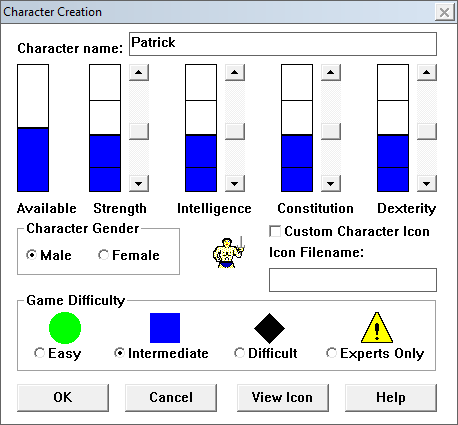 Character Creation
Character name: Patrick
Available Strength Intelligence Constitution Dexterity
Character Gender
Male Female
Custom Character Icon
Icon Filename:
Game Difficulty
Easy Intermediate Difficult Experts Only
OK Cancel View Icon Help